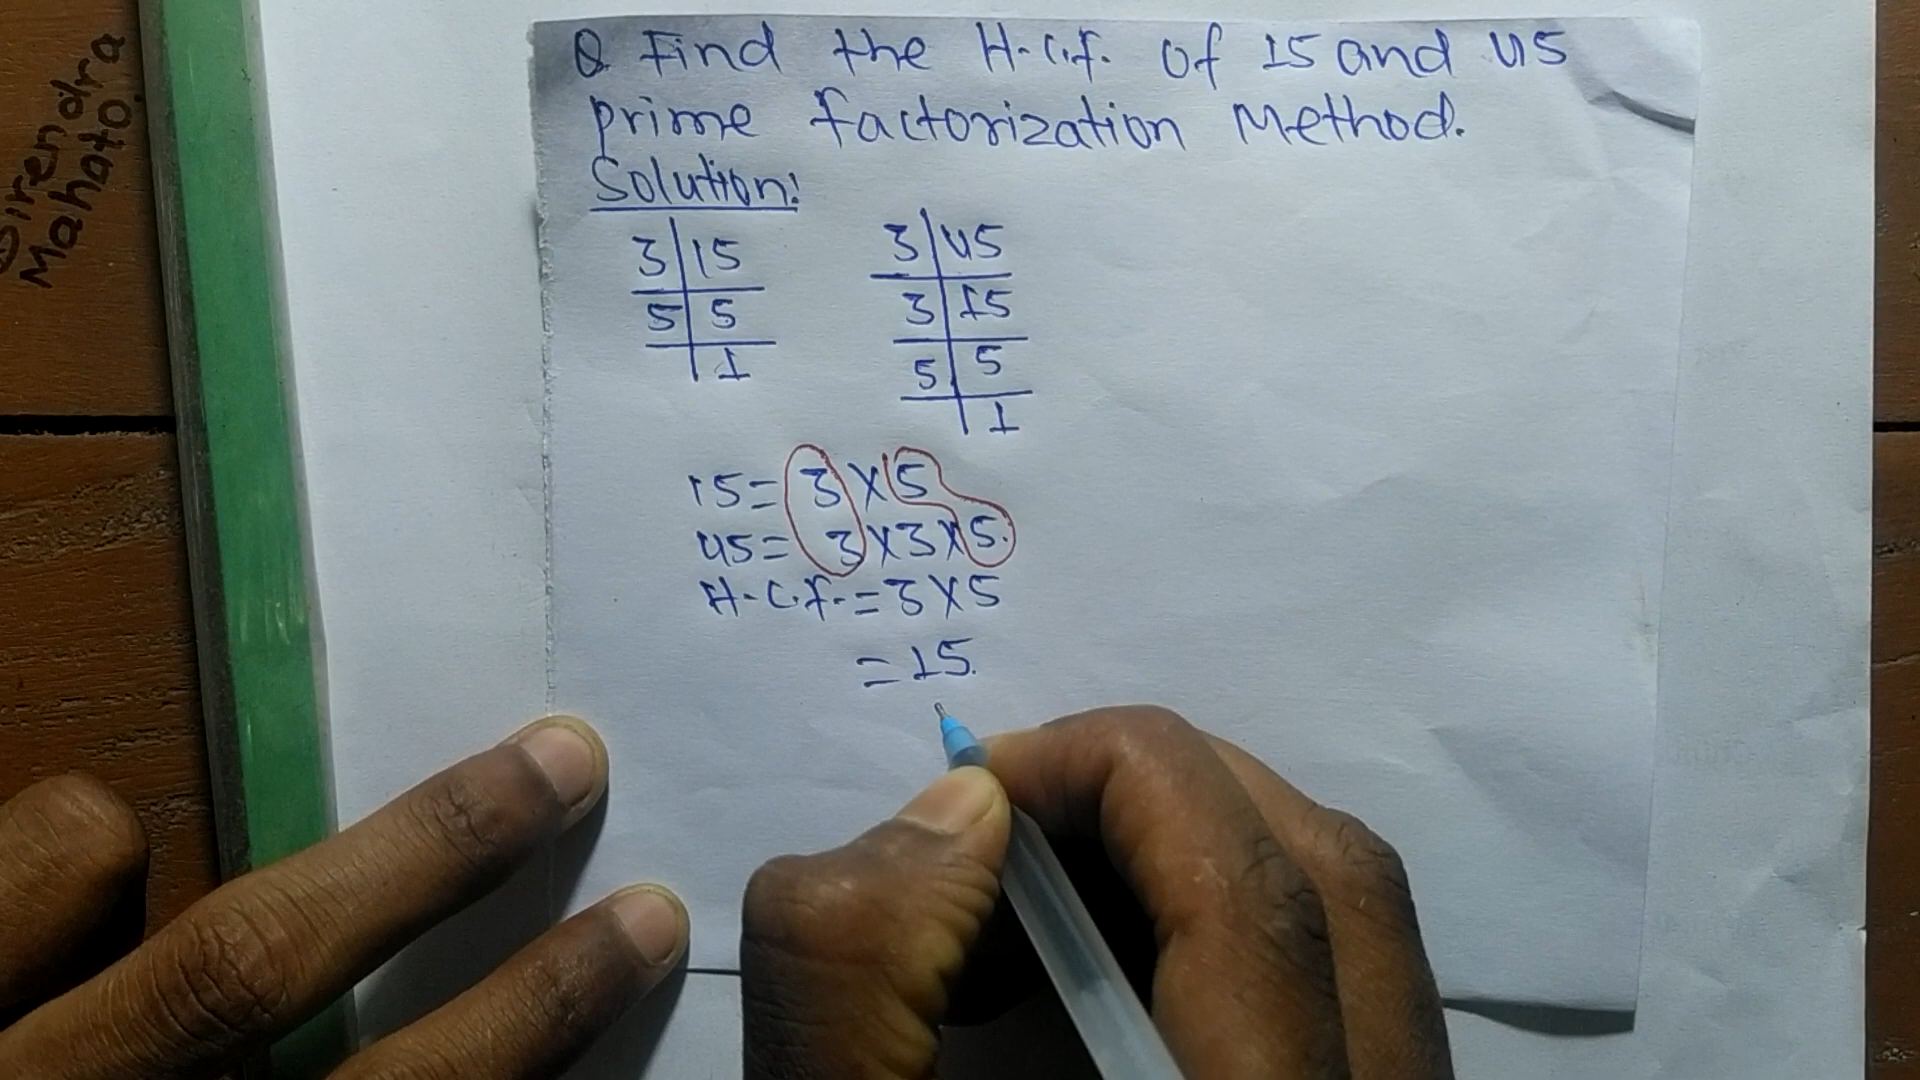 Q Find the H.C.f. of 15 and 45
prime factorization Method.
Solution:
3 15
5 5
1
3 45
3 15
5 5
1
15= 3×5
45= 3×3×5.
H.C.f.=3×5
=15.
Birendra
Mahato.